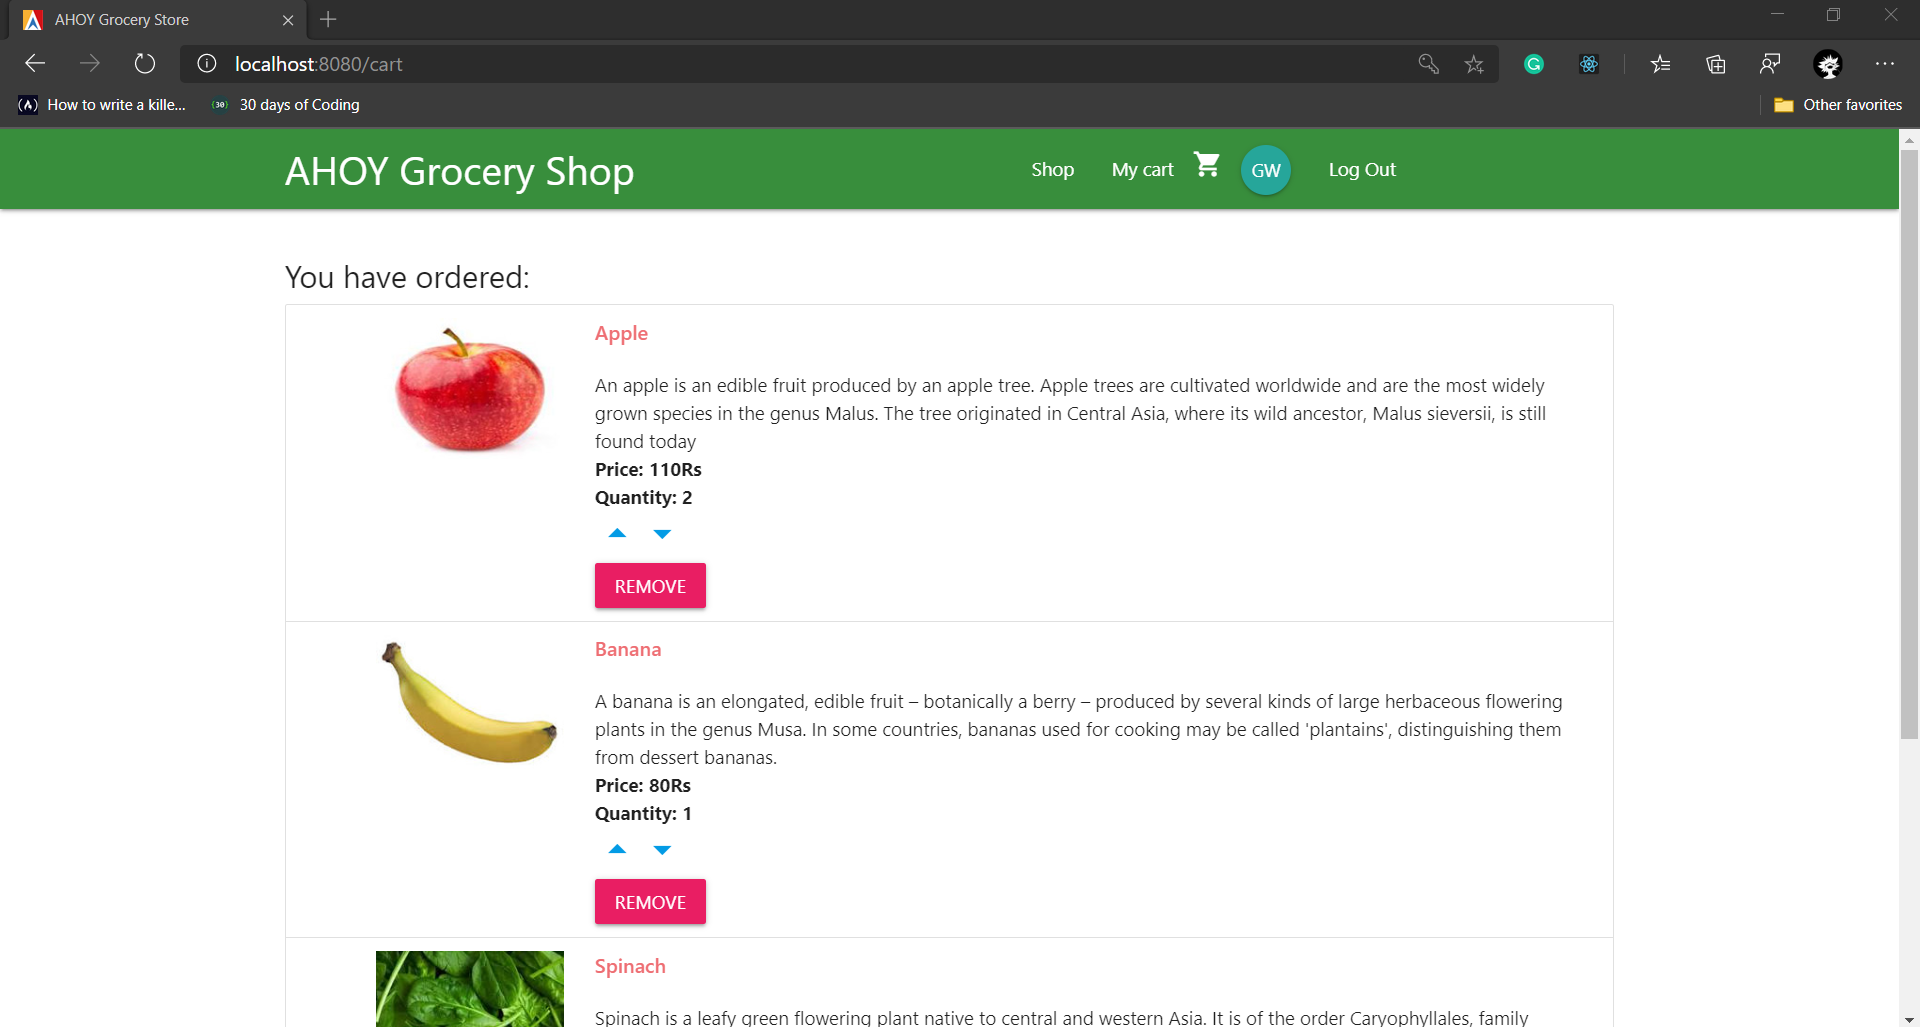 AHOY Grocery Store
localhost:8080/cart
How to write a kille...
30 days of Coding
Other favorites
AHOY Grocery Shop
Shop
My cart
GW
Log Out
You have ordered:
Apple
An apple is an edible fruit produced by an apple tree. Apple trees are cultivated worldwide and are the most widely
grown species in the genus Malus. The tree originated in Central Asia, where its wild ancestor, Malus sieversii, is still
found today
Price: 110Rs
Quantity: 2
REMOVE
Banana
A banana is an elongated, edible fruit – botanically a berry – produced by several kinds of large herbaceous flowering
plants in the genus Musa. In some countries, bananas used for cooking may be called 'plantains', distinguishing them
from dessert bananas.
Price: 80Rs
Quantity: 1
REMOVE
Spinach
Spinach is a leafy green flowering plant native to central and western Asia. It is of the order Caryophyllales, family